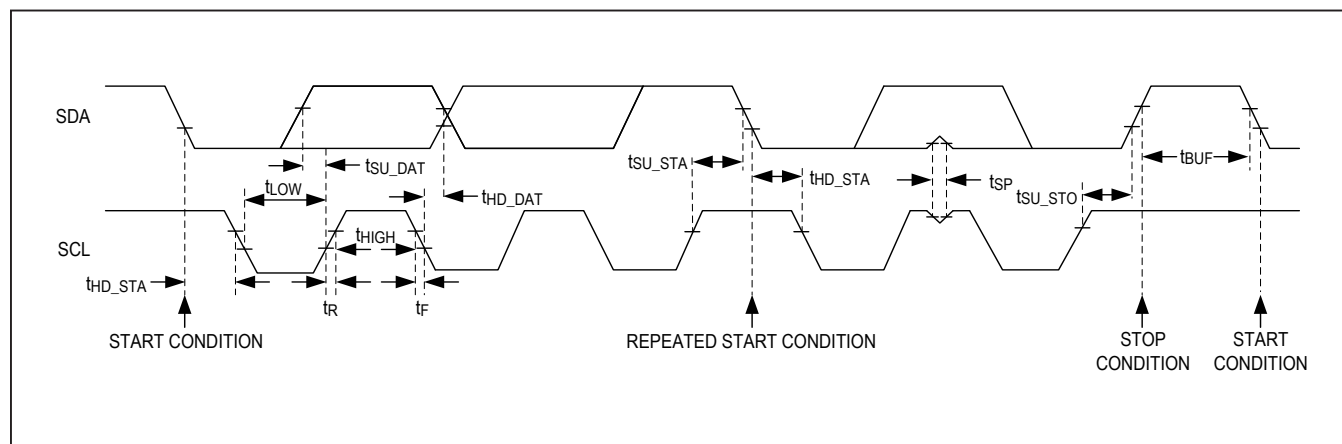 SDA
tSU_DAT
tLOW
tHD_DAT
tSU_STA
tHD_STA
tSP
tBUF
tSU_STO
SCL
tHIGH
tHD_STA
tR
tF
START CONDITION
REPEATED START CONDITION
STOP
CONDITION
START
CONDITION